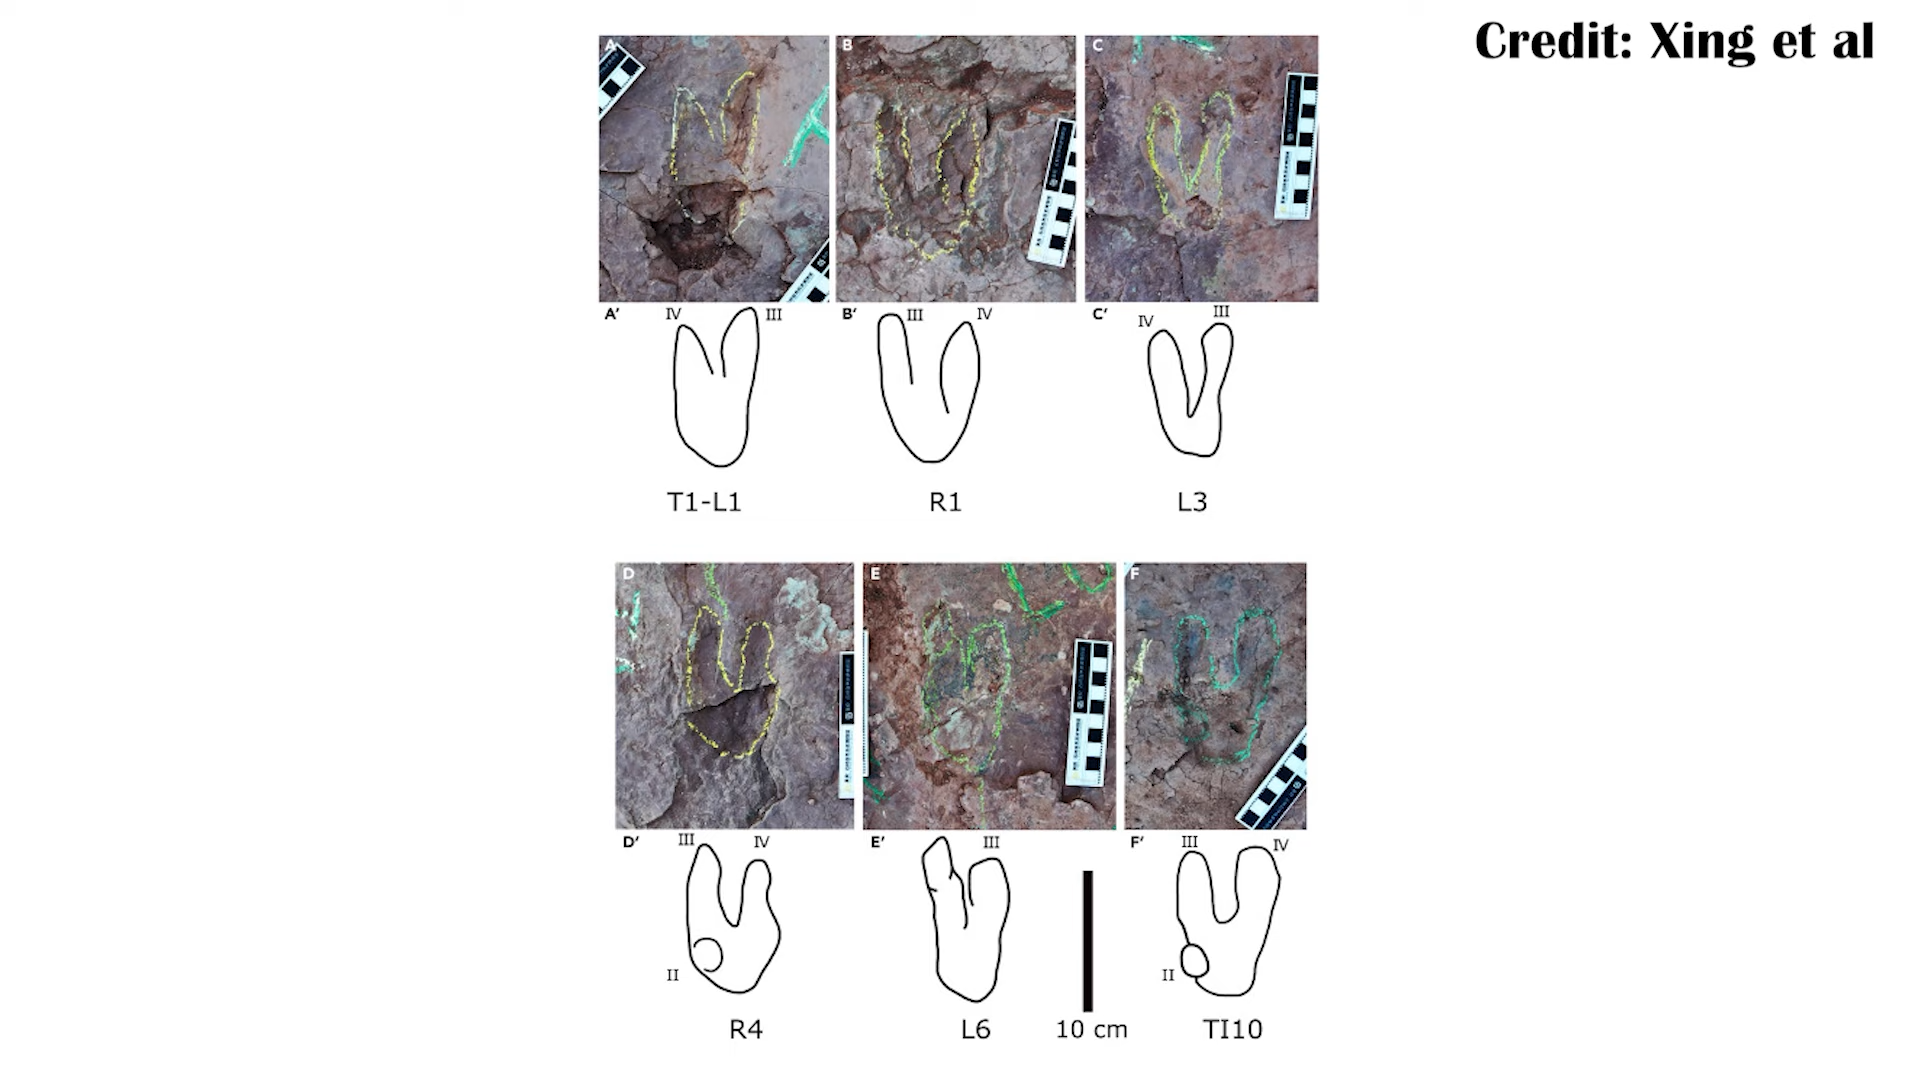 Credit: Xing et al
A
B
C
A′ IV III
B′ III IV
C′ IV III
T1-L1
R1
L3
D
E
F
D′ III IV
E′ III
F′ III IV
II
II
R4
L6
10 cm
TI10